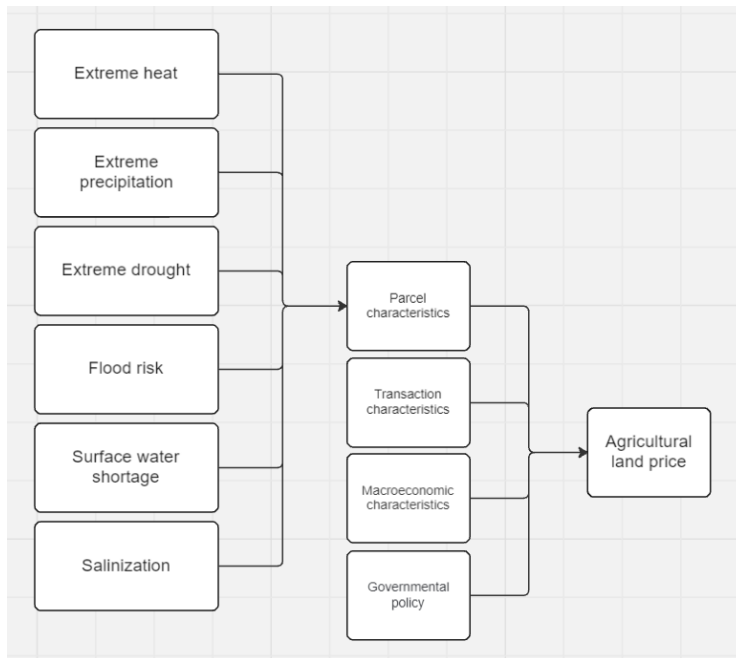 Extreme heat
Extreme
precipitation
Extreme drought
Flood risk
Surface water
shortage
Salinization
Parcel
characteristics
Transaction
characteristics
Macroeconomic
characteristics
Governmental
policy
Agricultural
land price